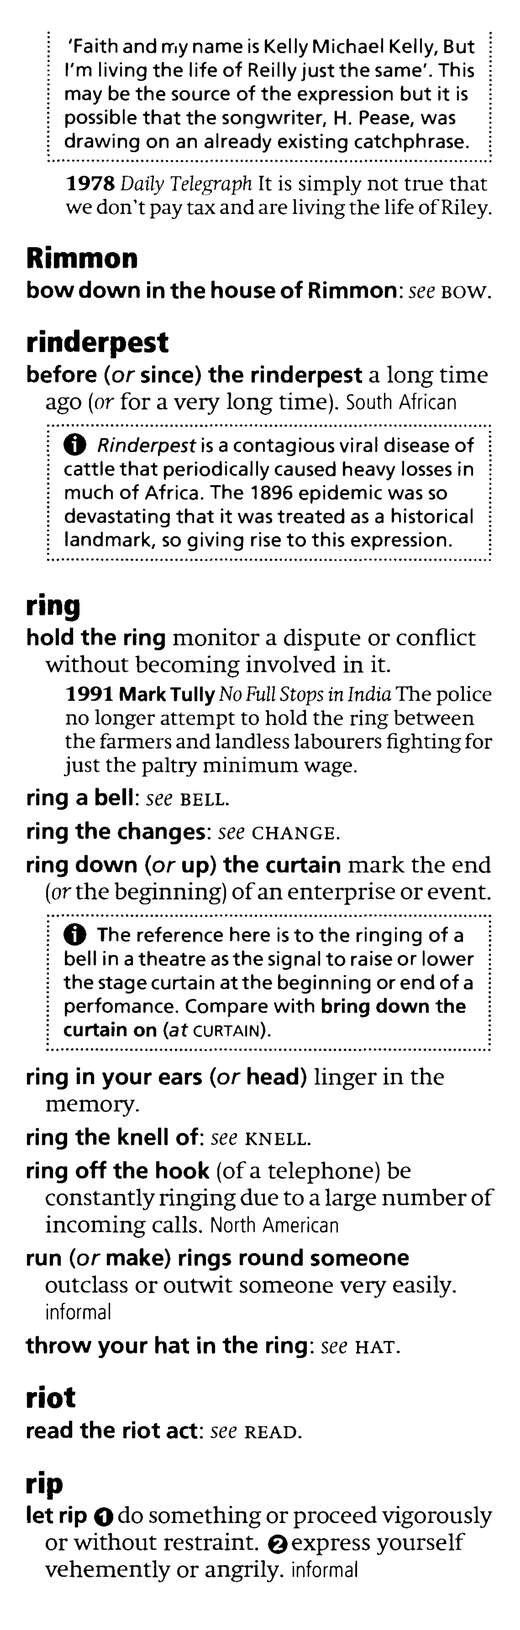 'Faith and my name is Kelly Michael Kelly, But
I'm living the life of Reilly just the same'. This
may be the source of the expression but it is
possible that the songwriter, H. Pease, was
drawing on an already existing catchphrase.
1978 Daily Telegraph It is simply not true that
we don't pay tax and are living the life of Riley.
Rimmon
bow down in the house of Rimmon: see BOW.
rinderpest
before (or since) the rinderpest a long time
ago (or for a very long time). South African
i Rinderpest is a contagious viral disease of
cattle that periodically caused heavy losses in
much of Africa. The 1896 epidemic was so
devastating that it was treated as a historical
landmark, so giving rise to this expression.
ring
hold the ring monitor a dispute or conflict
without becoming involved in it.
1991 Mark Tully No Full Stops in India The police
no longer attempt to hold the ring between
the farmers and landless labourers fighting for
just the paltry minimum wage.
ring a bell: see BELL.
ring the changes: see CHANGE.
ring down (or up) the curtain mark the end
(or the beginning) of an enterprise or event.
i The reference here is to the ringing of a
bell in a theatre as the signal to raise or lower
the stage curtain at the beginning or end of a
perfomance. Compare with bring down the
curtain on (at CURTAIN).
ring in your ears (or head) linger in the
memory.
ring the knell of: see KNELL.
ring off the hook (of a telephone) be
constantly ringing due to a large number of
incoming calls. North American
run (or make) rings round someone
outclass or outwit someone very easily.
informal
throw your hat in the ring: see HAT.
riot
read the riot act: see READ.
rip
let rip ❶ do something or proceed vigorously
or without restraint. ❷ express yourself
vehemently or angrily. informal